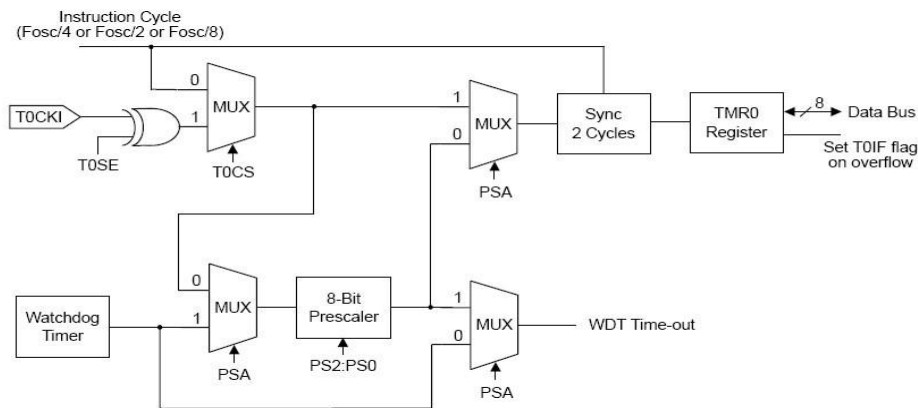 Instruction Cycle
(Fosc/4 or Fosc/2 or Fosc/8)
0
MUX
1
T0CKI
T0SE
T0CS
1
MUX
0
PSA
Sync
2 Cycles
TMR0
Register
8
Data Bus
Set T0IF flag
on overflow
Watchdog
Timer
0
MUX
1
PSA
8-Bit
Prescaler
PS2:PS0
1
MUX
0
PSA
WDT Time-out